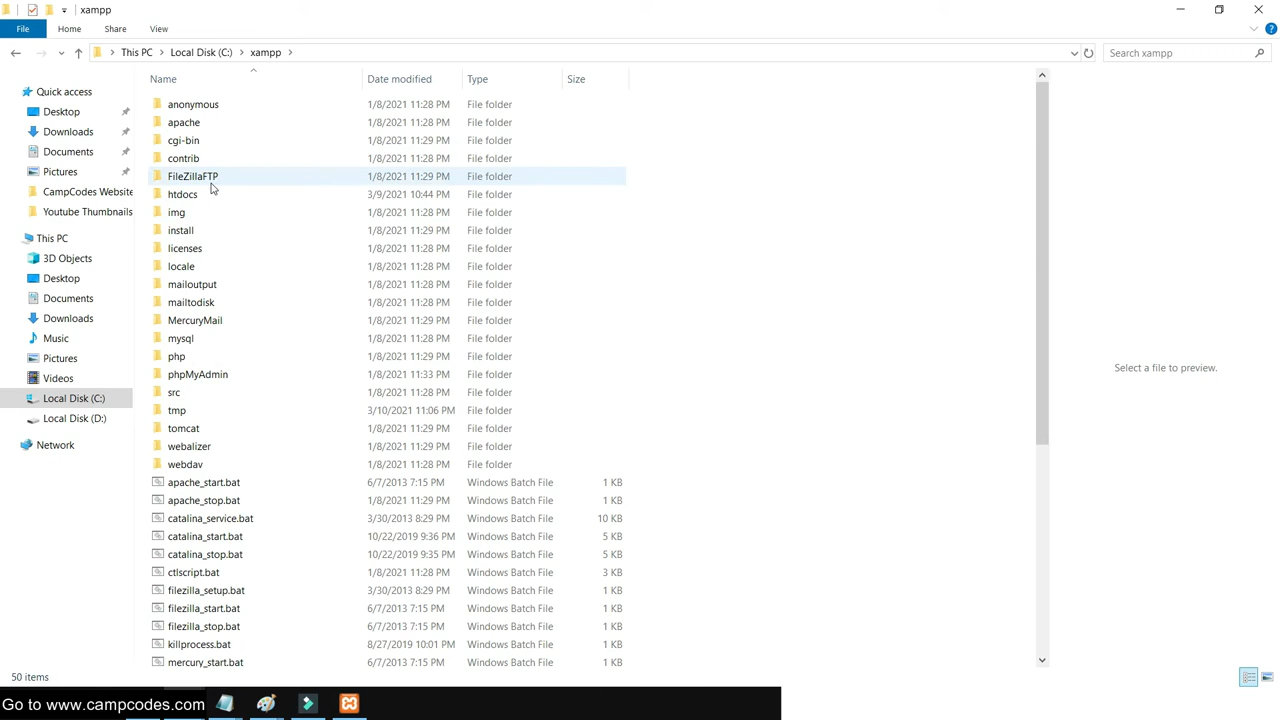 xampp
File Home Share View
This PC Local Disk (C:) xampp Search xampp
Name Date modified Type Size
Quick access
Desktop
Downloads
Documents
Pictures
CampCodes Website
Youtube Thumbnails
This PC
3D Objects
Desktop
Documents
Downloads
Music
Pictures
Videos
Local Disk (C:)
Local Disk (D:)
Network
anonymous 1/8/2021 11:28 PM File folder
apache 1/8/2021 11:28 PM File folder
cgi-bin 1/8/2021 11:29 PM File folder
contrib 1/8/2021 11:28 PM File folder
FileZillaFTP 1/8/2021 11:29 PM File folder
htdocs 3/9/2021 10:44 PM File folder
img 1/8/2021 11:28 PM File folder
install 1/8/2021 11:29 PM File folder
licenses 1/8/2021 11:28 PM File folder
locale 1/8/2021 11:28 PM File folder
mailoutput 1/8/2021 11:28 PM File folder
mailtodisk 1/8/2021 11:28 PM File folder
MercuryMail 1/8/2021 11:29 PM File folder
mysql 1/8/2021 11:28 PM File folder
php 1/8/2021 11:29 PM File folder
phpMyAdmin 1/8/2021 11:33 PM File folder
src 1/8/2021 11:28 PM File folder
tmp 3/10/2021 11:06 PM File folder
tomcat 1/8/2021 11:29 PM File folder
webalizer 1/8/2021 11:29 PM File folder
webdav 1/8/2021 11:28 PM File folder
apache_start.bat 6/7/2013 7:15 PM Windows Batch File 1 KB
apache_stop.bat 1/8/2021 11:29 PM Windows Batch File 1 KB
catalina_service.bat 3/30/2013 8:29 PM Windows Batch File 10 KB
catalina_start.bat 10/22/2019 9:36 PM Windows Batch File 5 KB
catalina_stop.bat 10/22/2019 9:35 PM Windows Batch File 5 KB
ctlscript.bat 1/8/2021 11:28 PM Windows Batch File 3 KB
filezilla_setup.bat 3/30/2013 8:29 PM Windows Batch File 1 KB
filezilla_start.bat 6/7/2013 7:15 PM Windows Batch File 1 KB
filezilla_stop.bat 6/7/2013 7:15 PM Windows Batch File 1 KB
killprocess.bat 8/27/2019 10:01 PM Windows Batch File 1 KB
mercury_start.bat 6/7/2013 7:15 PM Windows Batch File 1 KB
Select a file to preview.
50 items
Go to www.campcodes.com